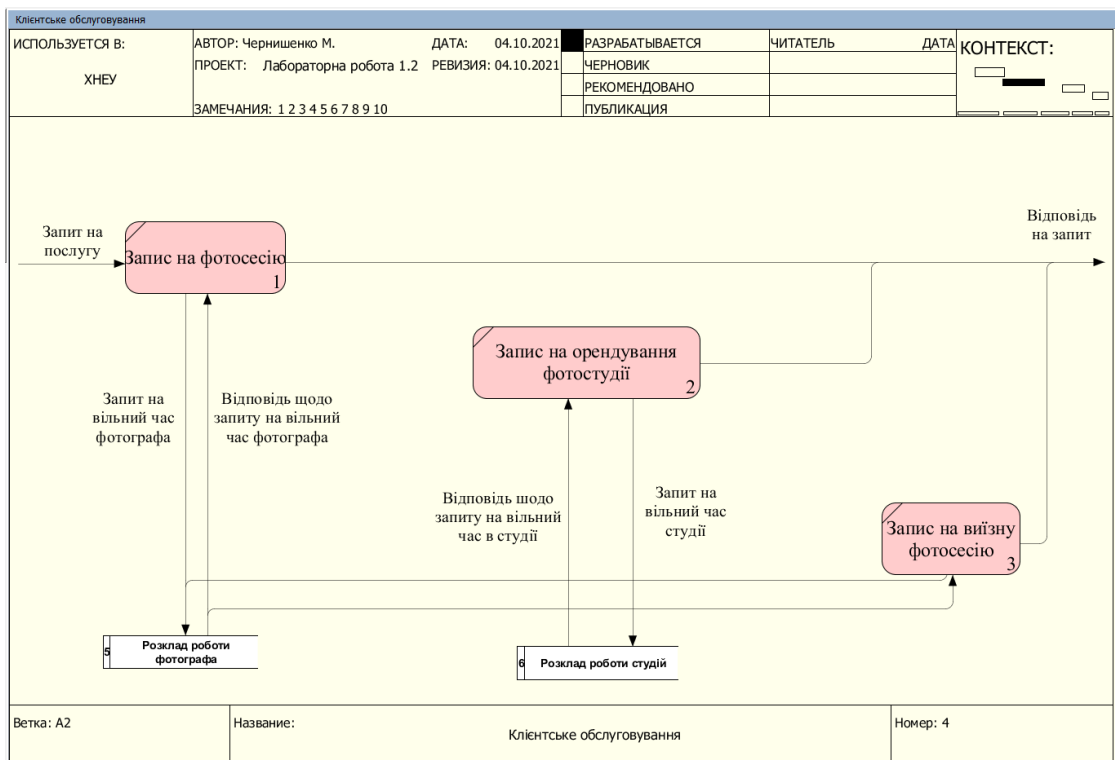 Клієнтське обслуговування
ИСПОЛЬЗУЕТСЯ В:
ХНЕУ
АВТОР: Чернишенко М.
ДАТА: 04.10.2021
ПРОЕКТ: Лабораторна робота 1.2
РЕВИЗИЯ: 04.10.2021
ЗАМЕЧАНИЯ: 1 2 3 4 5 6 7 8 9 10
РАЗРАБАТЫВАЕТСЯ
ЧЕРНОВИК
РЕКОМЕНДОВАНО
ПУБЛИКАЦИЯ
ЧИТАТЕЛЬ
ДАТА
КОНТЕКСТ:
Запит на
послугу
Запис на фотосесію
1
Відповідь
на запит
Запис на орендування
фотостудії
2
Запит на
вільний час
фотографа
Відповідь щодо
запиту на вільний
час фотографа
Відповідь шодо
запиту на вільний
час в студії
Запит на
вільний час
студії
Запис на виїзну
фотосесію
3
5
Розклад роботи
фотографа
6
Розклад роботи студій
Ветка: A2
Название:
Клієнтське обслуговування
Номер: 4